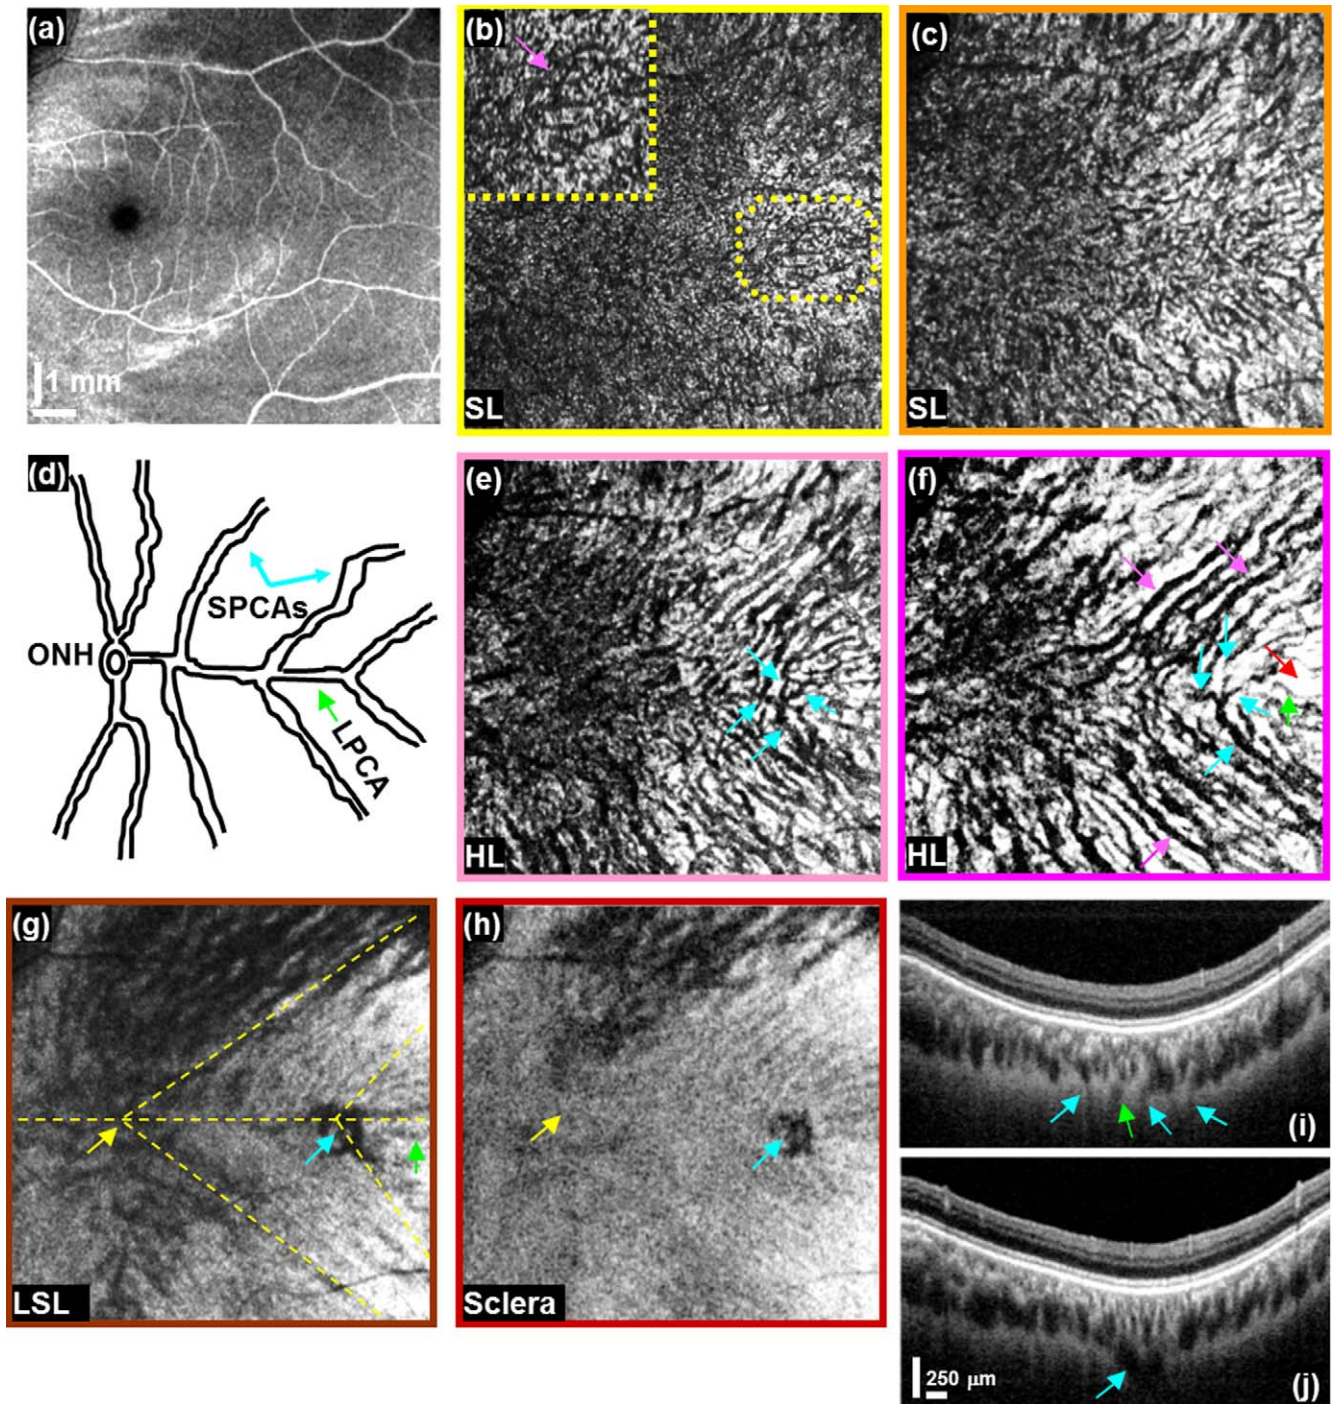 (a)
1 mm
(b)
SL
(c)
SL
(d)
SPCAs
ONH
LPCA
(e)
HL
(f)
HL
(g)
LSL
(h)
Sclera
(i)
250 μm
(j)